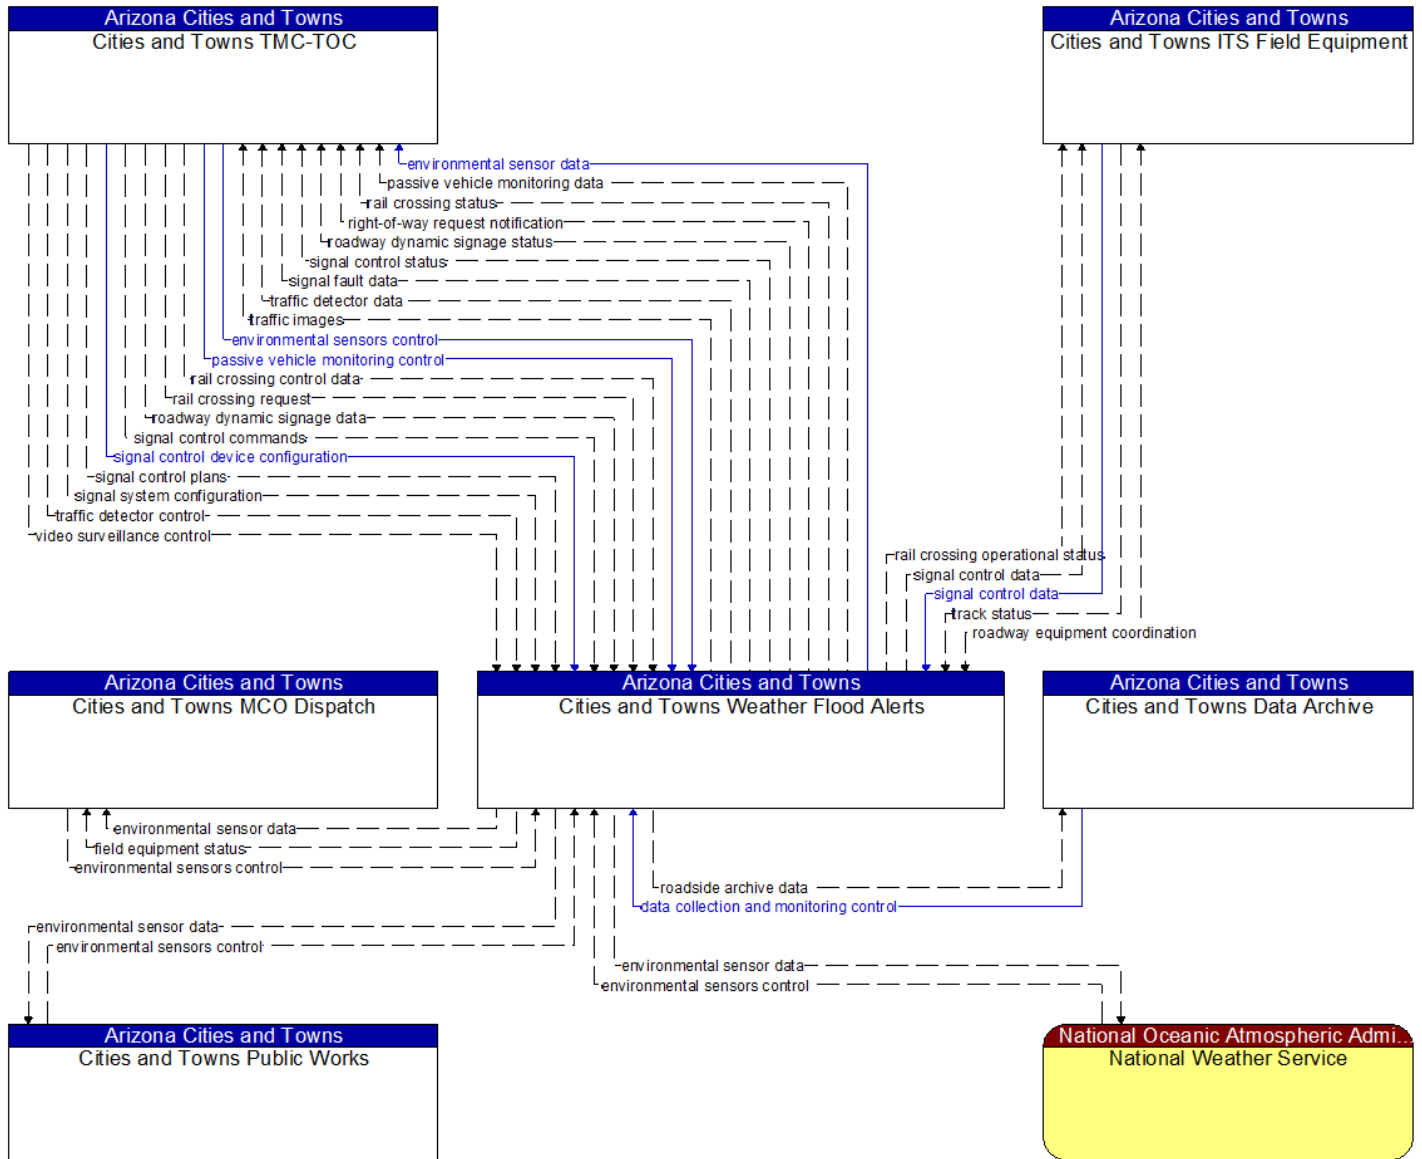 Arizona Cities and Towns
Cities and Towns TMC-TOC
Arizona Cities and Towns
Cities and Towns ITS Field Equipment
environmental sensor data
passive vehicle monitoring data
rail crossing status
right-of-way request notification
roadway dynamic signage status
signal control status
signal fault data
traffic detector data
traffic images
environmental sensors control
passive vehicle monitoring control
rail crossing control data
rail crossing request
roadway dynamic signage data
signal control commands
signal control device configuration
signal control plans
signal system configuration
traffic detector control
video surveillance control
rail crossing operational status
signal control data
signal control data
track status
roadway equipment coordination
Arizona Cities and Towns
Cities and Towns MCO Dispatch
Arizona Cities and Towns
Cities and Towns Weather Flood Alerts
Arizona Cities and Towns
Cities and Towns Data Archive
environmental sensor data
field equipment status
environmental sensors control
roadside archive data
data collection and monitoring control
environmental sensor data
environmental sensors control
environmental sensor data
environmental sensors control
Arizona Cities and Towns
Cities and Towns Public Works
National Oceanic Atmospheric Admi...
National Weather Service